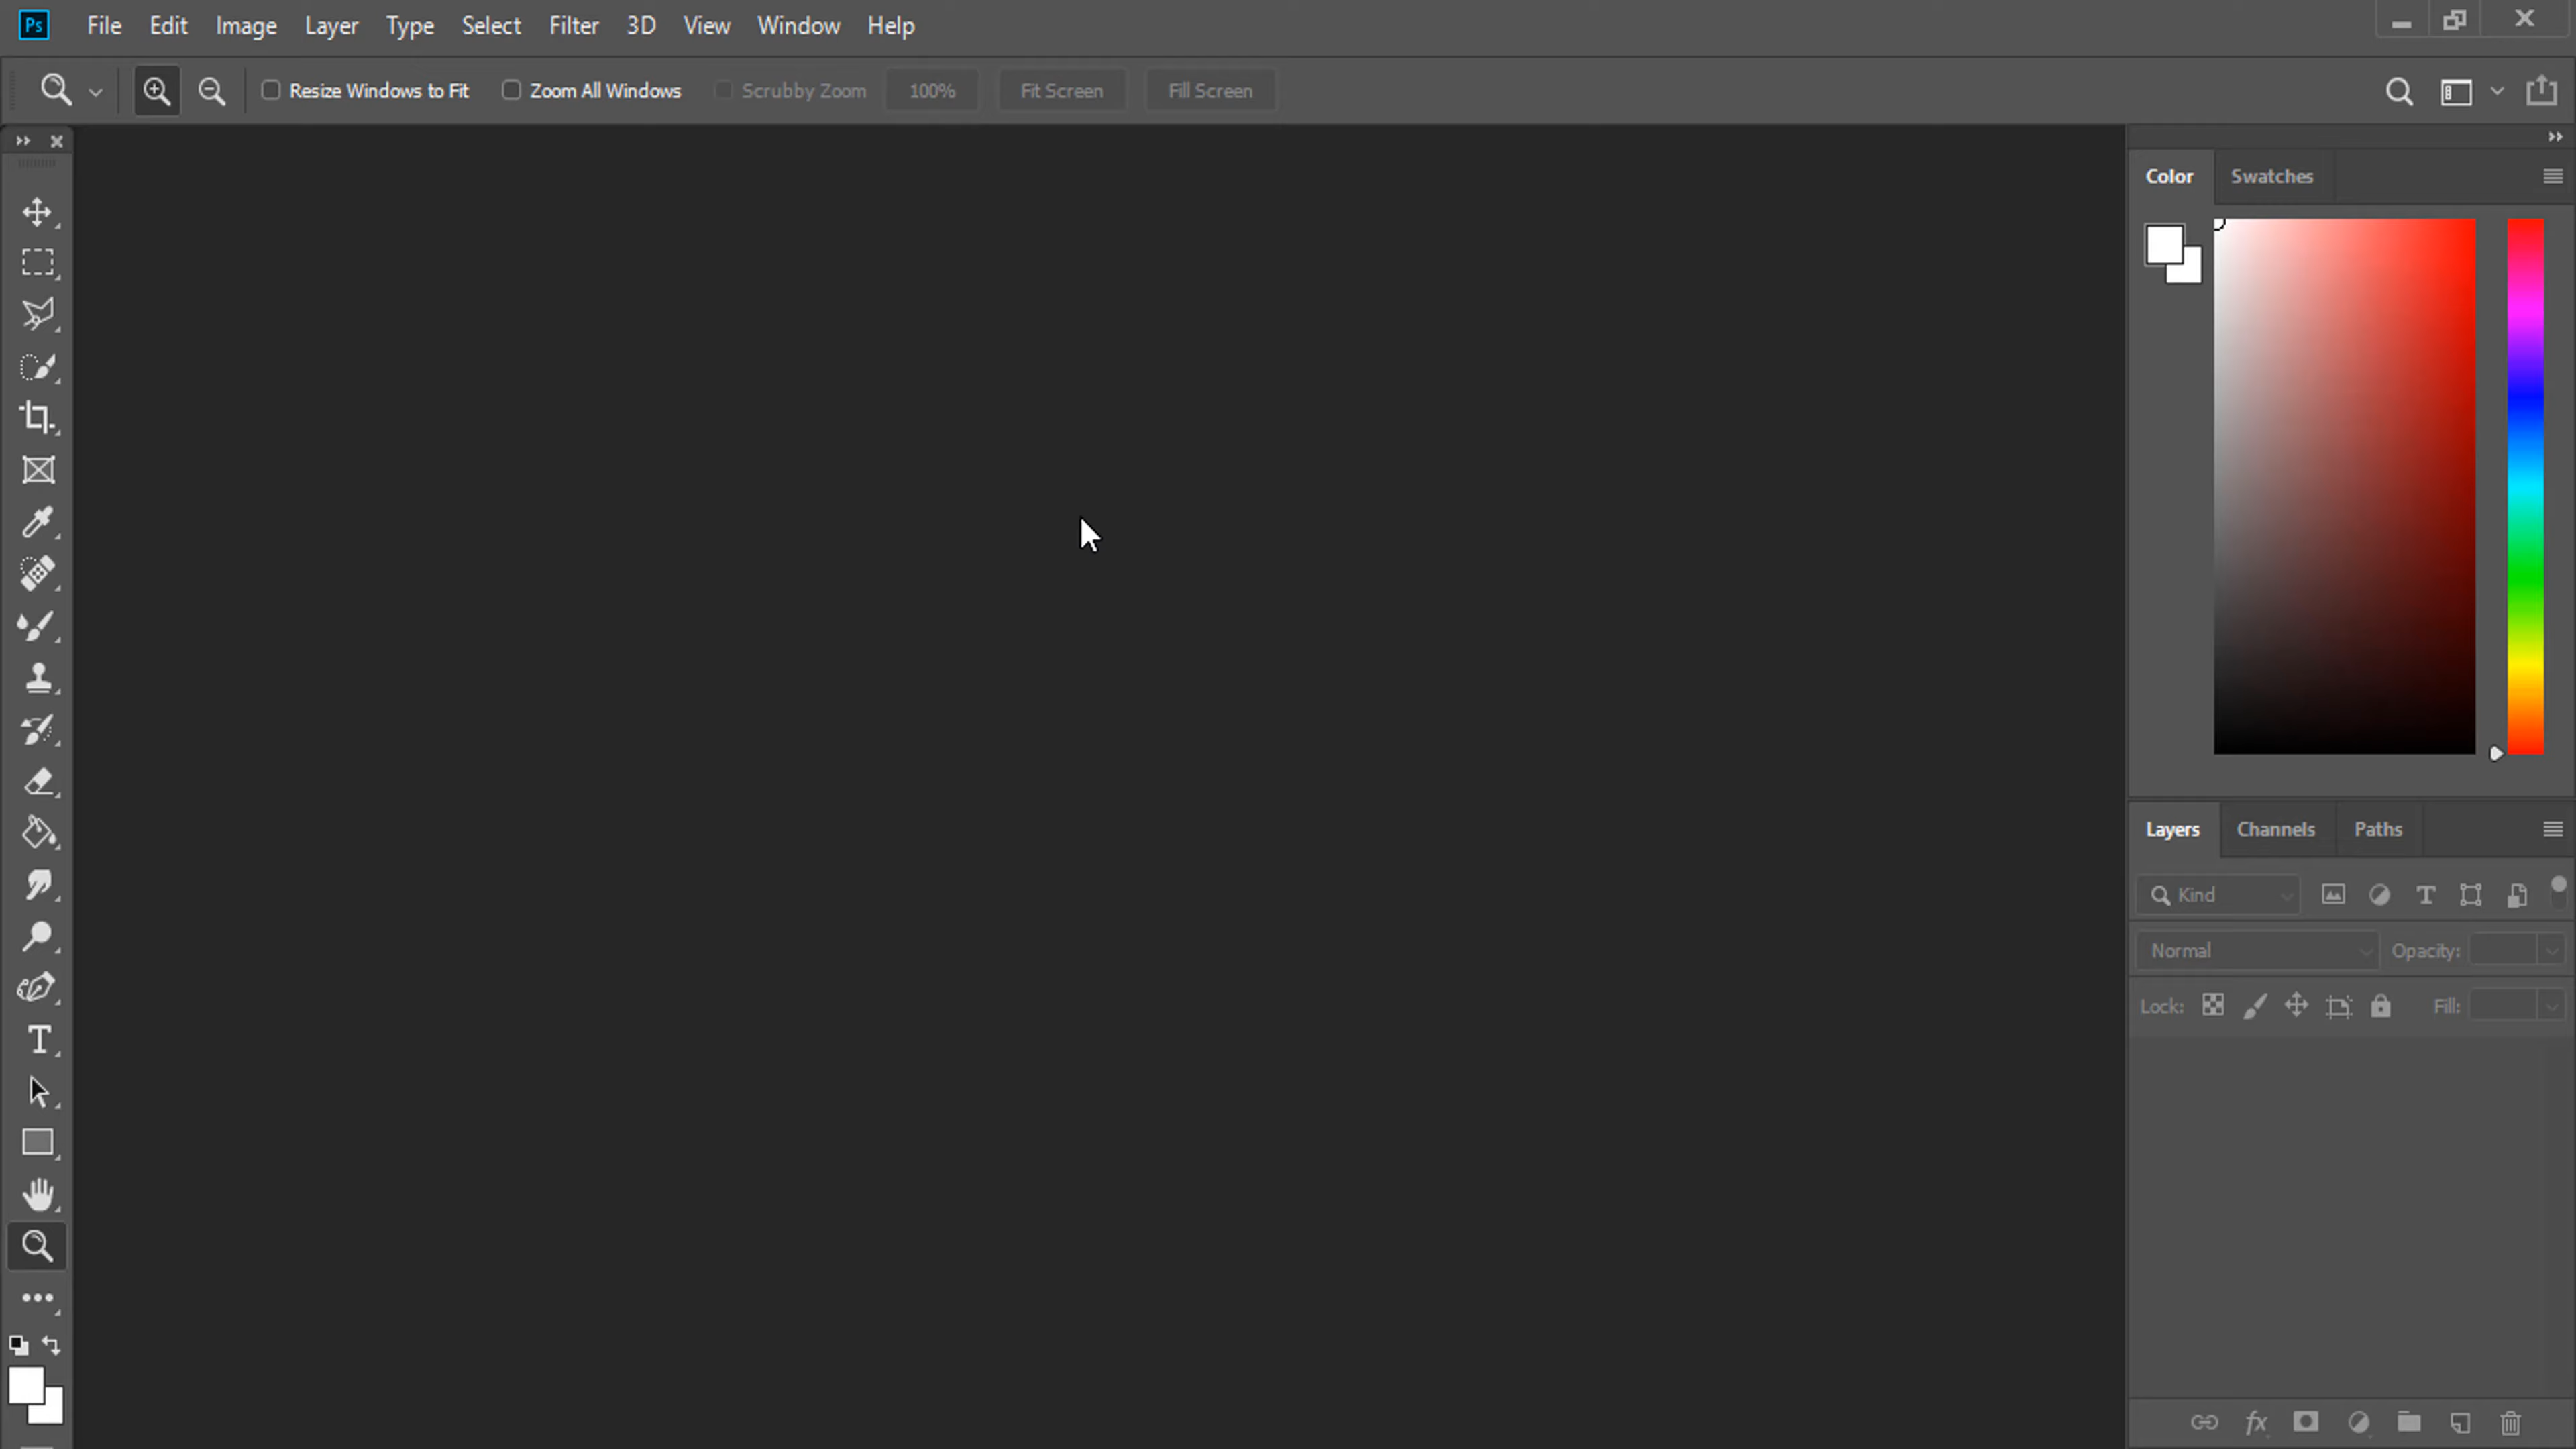 Ps File Edit Image Layer Type Select Filter 3D View Window Help
Resize Windows to Fit Zoom All Windows Scrubby Zoom 100% Fit Screen Fill Screen
Color Swatches
Layers Channels Paths
Kind
Normal Opacity:
Lock: Fill:
fx